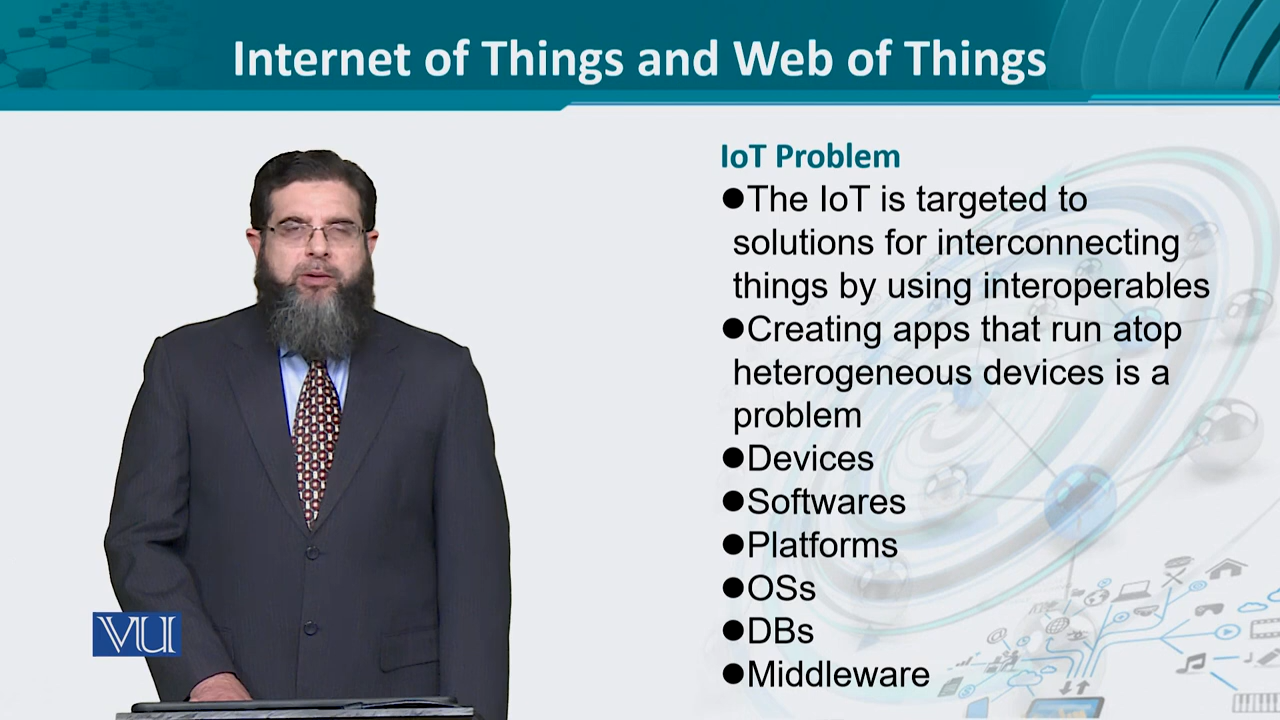 Internet of Things and Web of Things
IoT Problem
●The IoT is targeted to
solutions for interconnecting
things by using interoperables
●Creating apps that run atop
heterogeneous devices is a
problem
●Devices
●Softwares
●Platforms
●OSs
●DBs
●Middleware
VU